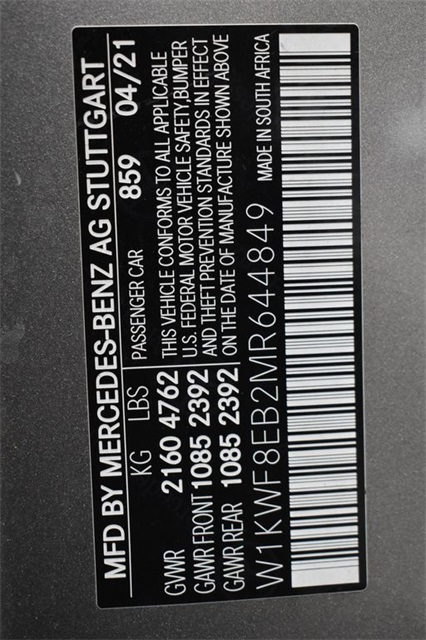 MFD BY MERCEDES-BENZ AG STUTTGART
KG LBS PASSENGER CAR 859 04/21
GVWR 2160 4762 THIS VEHICLE CONFORMS TO ALL APPLICABLE
U.S. FEDERAL MOTOR VEHICLE SAFETY,BUMPER
GAWR FRONT 1085 2392 AND THEFT PREVENTION STANDARDS IN EFFECT
GAWR REAR 1085 2392 ON THE DATE OF MANUFACTURE SHOWN ABOVE
W1KWF8EB2MR644849 MADE IN SOUTH AFRICA